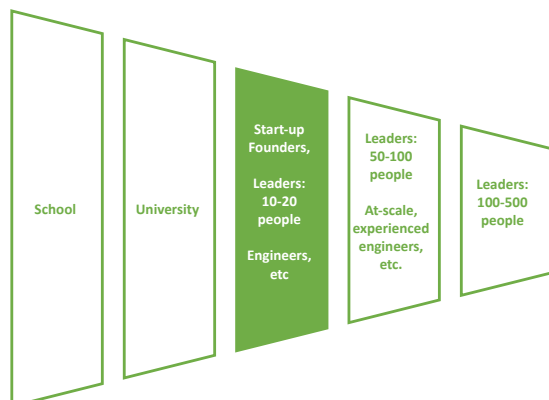 School
University
Start-up
Founders,
Leaders:
10-20
people
Engineers,
etc
Leaders:
50-100
people
At-scale,
experienced
engineers,
etc.
Leaders:
100-500
people